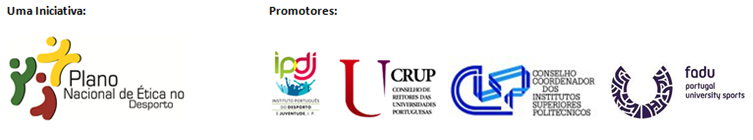 Uma Iniciativa:
Promotores:
Plano
Nacional de Ética no
Desporto
ipdj
INSTITUTO PORTUGUÊS
DO DESPORTO
E JUVENTUDE, I. P.
CRUP
CONSELHO
DE REITORES DAS
UNIVERSIDADES
PORTUGUESAS
CCISP
CONSELHO
COORDENADOR
DOS
INSTITUTOS
SUPERIORES
POLITÉCNICOS
fadu
portugal
university sports